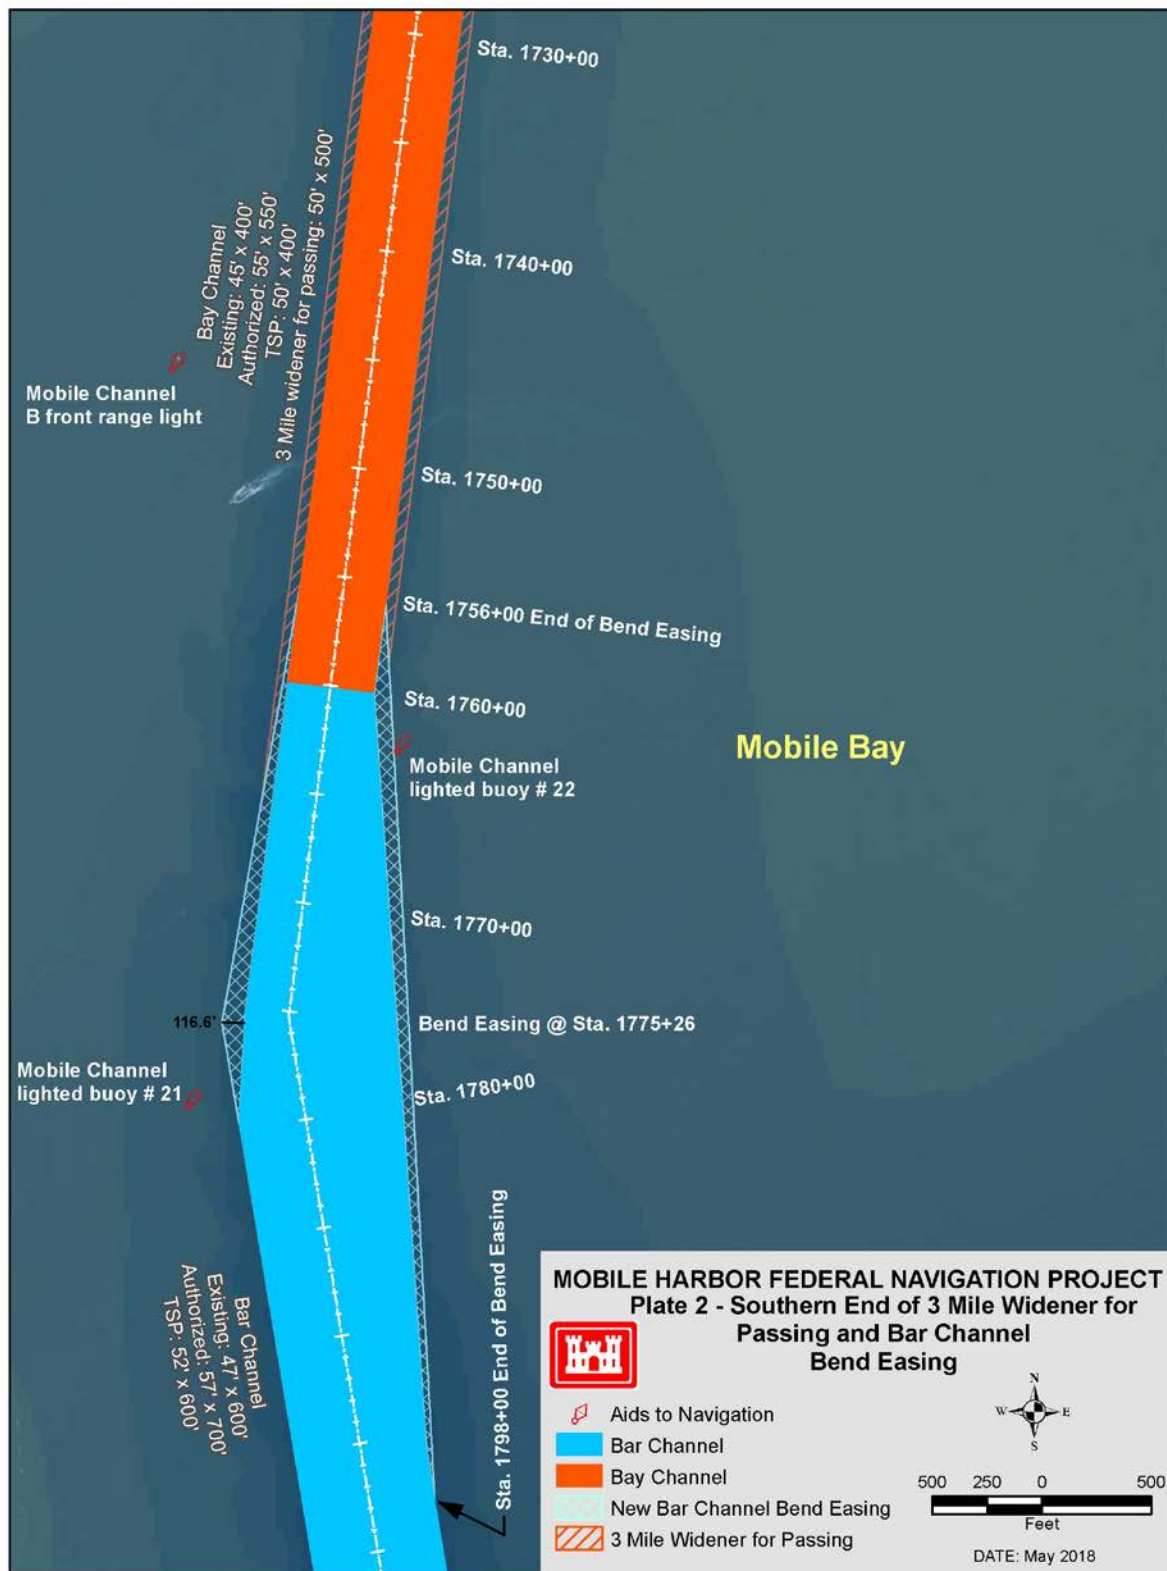 Sta. 1730+00
Bay Channel
Existing: 45' x 400'
Authorized: 55' x 550'
TSP: 50' x 400'
3 Mile widener for passing: 50' x 500'
Sta. 1740+00
Mobile Channel
B front range light
Sta. 1750+00
Sta. 1756+00 End of Bend Easing
Sta. 1760+00
Mobile Bay
Mobile Channel
lighted buoy # 22
Sta. 1770+00
116.6'
Bend Easing @ Sta. 1775+26
Mobile Channel
lighted buoy # 21
Sta. 1780+00
Sta. 1798+00 End of Bend Easing
Bar Channel
Existing: 47' x 600'
Authorized: 57' x 700'
TSP: 52' x 600'
MOBILE HARBOR FEDERAL NAVIGATION PROJECT
Plate 2 - Southern End of 3 Mile Widener for
Passing and Bar Channel
Bend Easing
N
W E
S
Aids to Navigation
Bar Channel
Bay Channel
New Bar Channel Bend Easing
3 Mile Widener for Passing
500 250 0 500
Feet
DATE: May 2018